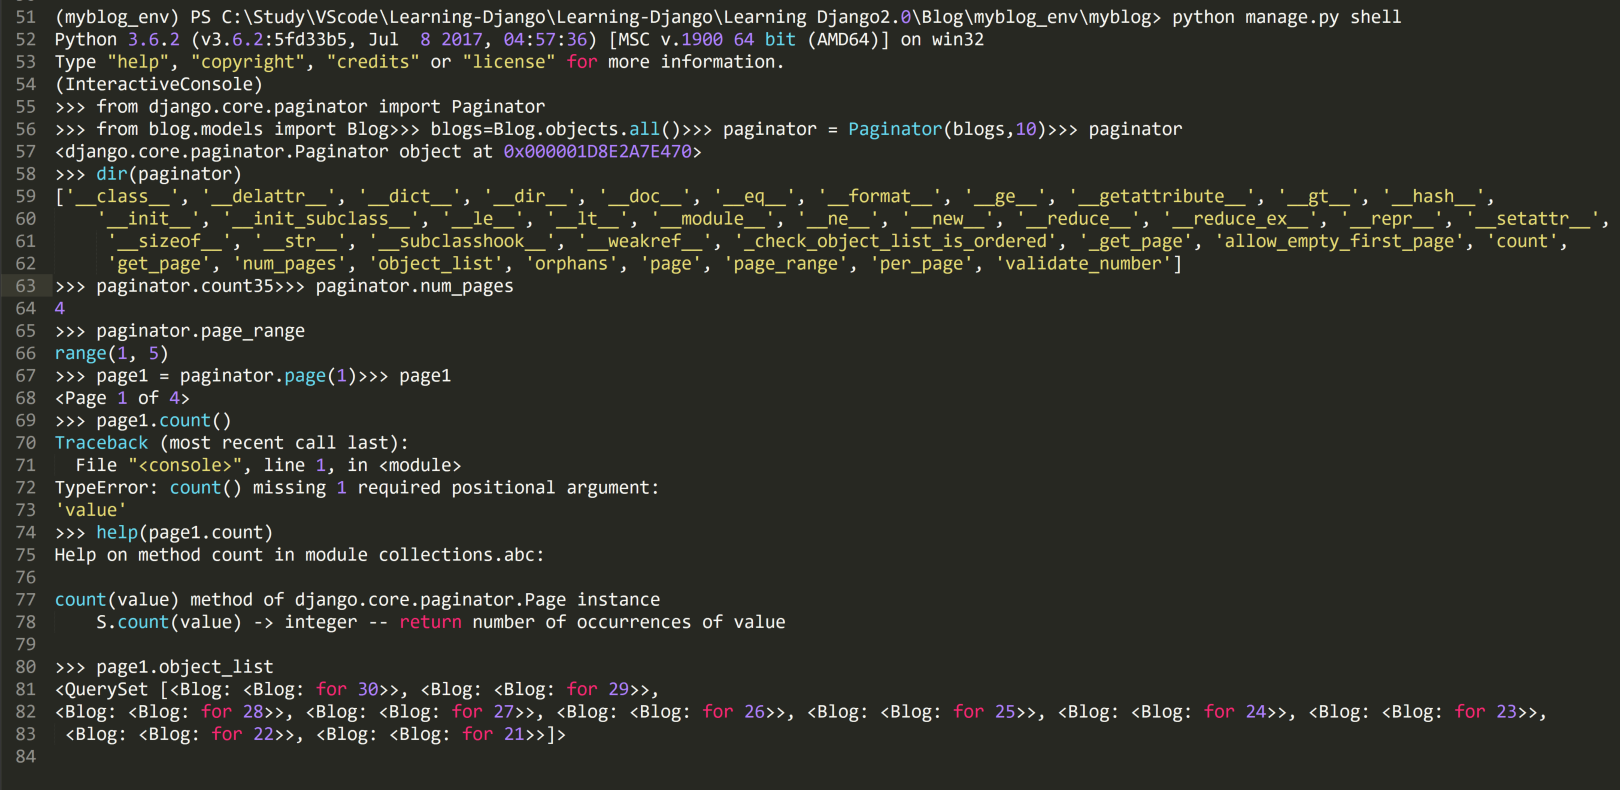 51 (myblog_env) PS C:\Study\VScode\Learning-Django\Learning-Django\Learning Django2.0\Blog\myblog_env\myblog> python manage.py shell
52 Python 3.6.2 (v3.6.2:5fd33b5, Jul  8 2017, 04:57:36) [MSC v.1900 64 bit (AMD64)] on win32
53 Type "help", "copyright", "credits" or "license" for more information.
54 (InteractiveConsole)
55 >>> from django.core.paginator import Paginator
56 >>> from blog.models import Blog>>> blogs=Blog.objects.all()>>> paginator = Paginator(blogs,10)>>> paginator
57 <django.core.paginator.Paginator object at 0x000001D8E2A7E470>
58 >>> dir(paginator)
59 ['__class__', '__delattr__', '__dict__', '__dir__', '__doc__', '__eq__', '__format__', '__ge__', '__getattribute__', '__gt__', '__hash__',
60     '__init__', '__init_subclass__', '__le__', '__lt__', '__module__', '__ne__', '__new__', '__reduce__', '__reduce_ex__', '__repr__', '__setattr__',
61      '__sizeof__', '__str__', '__subclasshook__', '__weakref__', '_check_object_list_is_ordered', '_get_page', 'allow_empty_first_page', 'count',
62      'get_page', 'num_pages', 'object_list', 'orphans', 'page', 'page_range', 'per_page', 'validate_number']
63 >>> paginator.count35>>> paginator.num_pages
64 4
65 >>> paginator.page_range
66 range(1, 5)
67 >>> page1 = paginator.page(1)>>> page1
68 <Page 1 of 4>
69 >>> page1.count()
70 Traceback (most recent call last):
71   File "<console>", line 1, in <module>
72 TypeError: count() missing 1 required positional argument:
73 'value'
74 >>> help(page1.count)
75 Help on method count in module collections.abc:
76
77 count(value) method of django.core.paginator.Page instance
78     S.count(value) -> integer -- return number of occurrences of value
79
80 >>> page1.object_list
81 <QuerySet [<Blog: <Blog: for 30>>, <Blog: <Blog: for 29>>,
82 <Blog: <Blog: for 28>>, <Blog: <Blog: for 27>>, <Blog: <Blog: for 26>>, <Blog: <Blog: for 25>>, <Blog: <Blog: for 24>>, <Blog: <Blog: for 23>>,
83  <Blog: <Blog: for 22>>, <Blog: <Blog: for 21>>]>
84